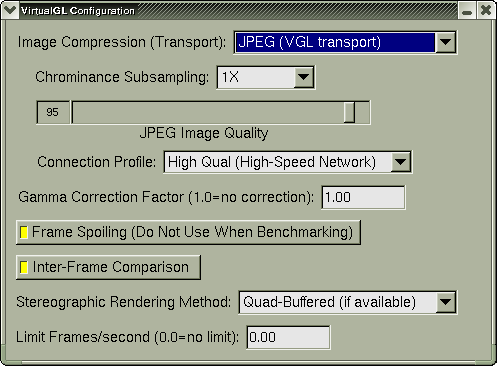 VirtualGL Configuration
Image Compression (Transport): JPEG (VGL transport)
Chrominance Subsampling: 1X
95
JPEG Image Quality
Connection Profile: High Qual (High-Speed Network)
Gamma Correction Factor (1.0=no correction): 1.00
Frame Spoiling (Do Not Use When Benchmarking)
Inter-Frame Comparison
Stereographic Rendering Method: Quad-Buffered (if available)
Limit Frames/second (0.0=no limit): 0.00